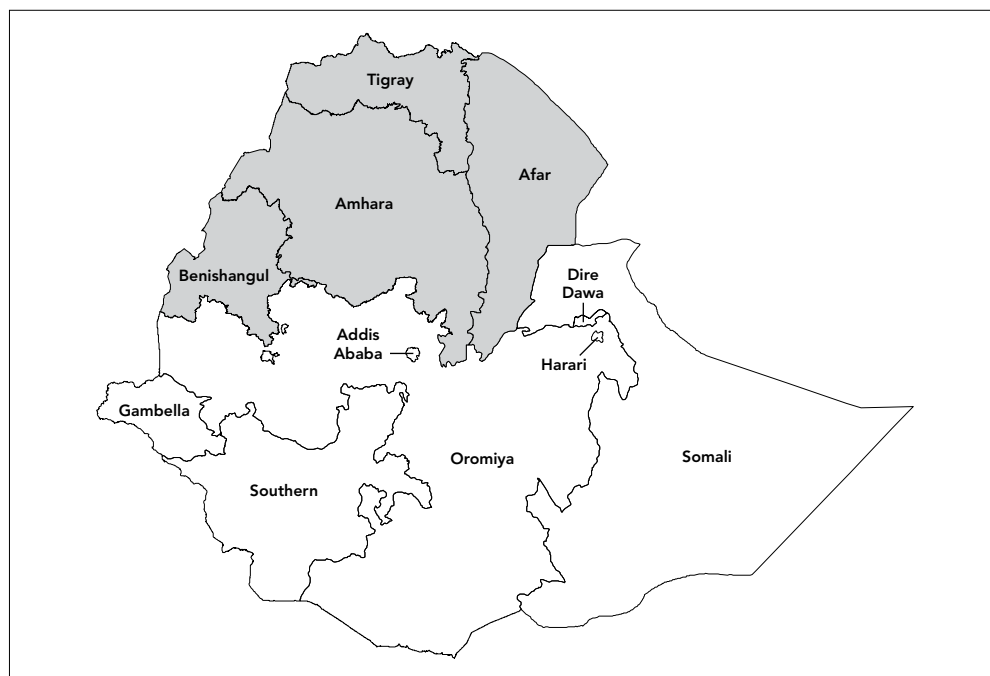 Tigray
Afar
Amhara
Benishangul
Dire
Dawa
Addis
Ababa
Harari
Gambella
Oromiya
Somali
Southern